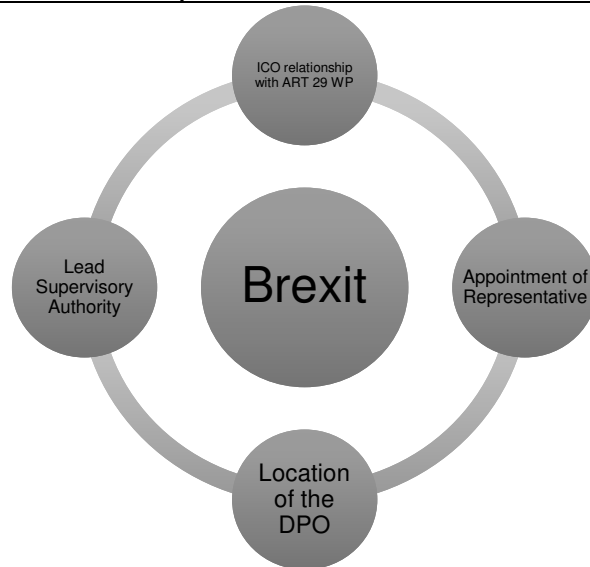 ICO relationship
with ART 29 WP
Lead
Supervisory
Authority
Brexit
Appointment of
Representative
Location
of the
DPO